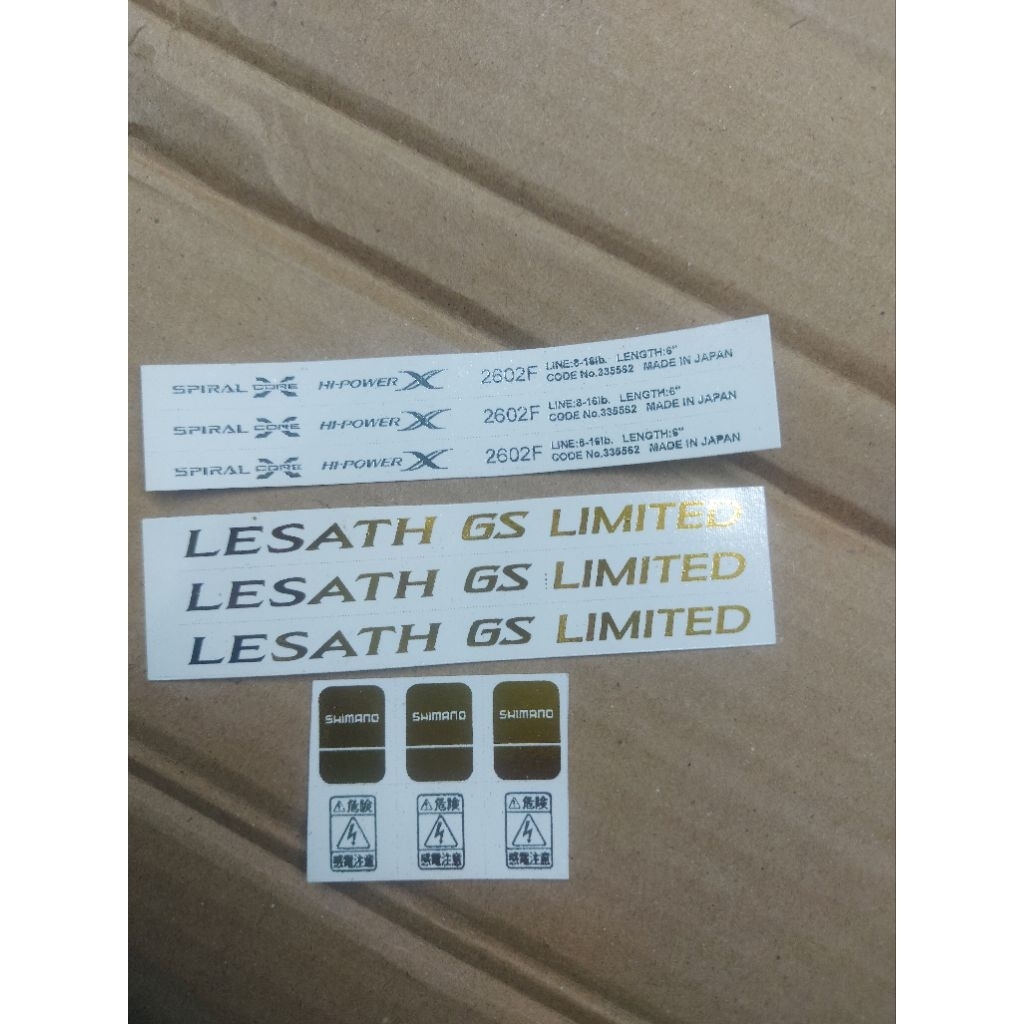 SPIRAL X CORE HI-POWER X 2602F LINE:8-16lb. LENGTH:6"
CODE No.335562 MADE IN JAPAN
SPIRAL X CORE HI-POWER X 2602F LINE:8-16lb. LENGTH:6"
CODE No.335562 MADE IN JAPAN
SPIRAL X CORE HI-POWER X 2602F LINE:8-16lb. LENGTH:6"
CODE No.335562 MADE IN JAPAN
LESATH GS LIMITED
LESATH GS LIMITED
LESATH GS LIMITED
SHIMANO SHIMANO SHIMANO
危険 危険 危険
感電注意 感電注意 感電注意